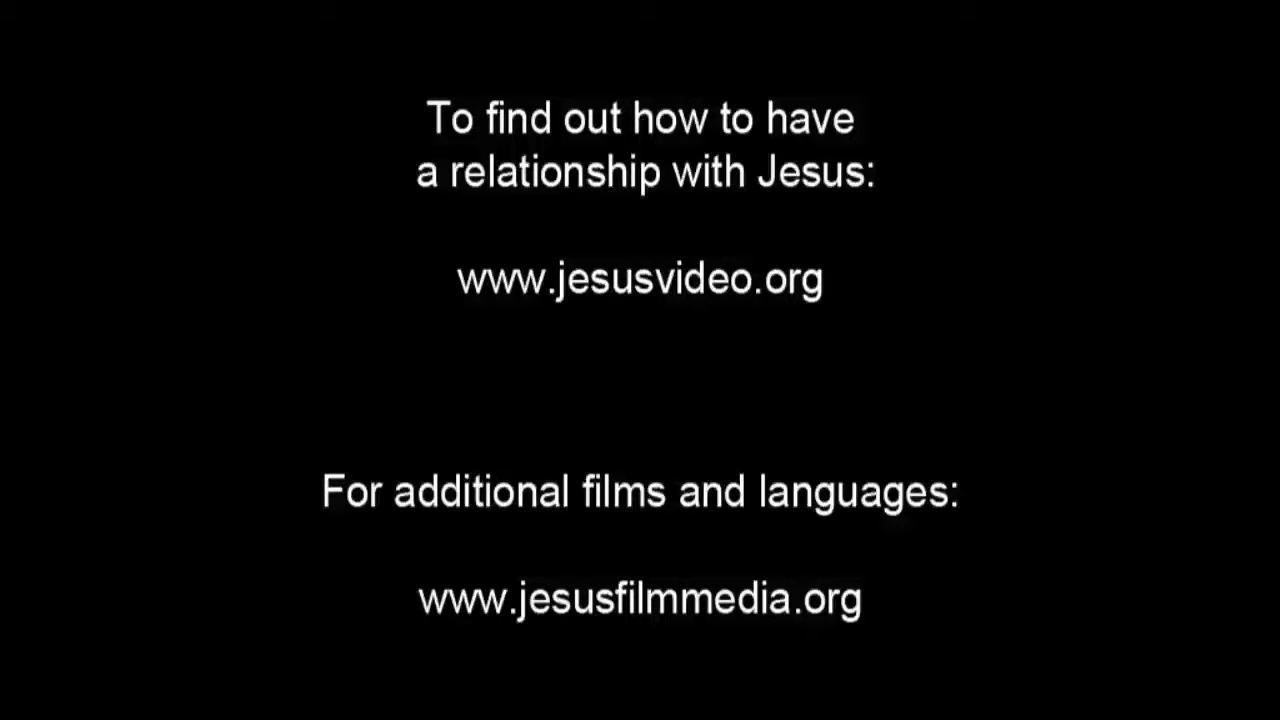 To find out how to have
a relationship with Jesus:
www.jesusvideo.org
For additional films and languages:
www.jesusfilmmedia.org